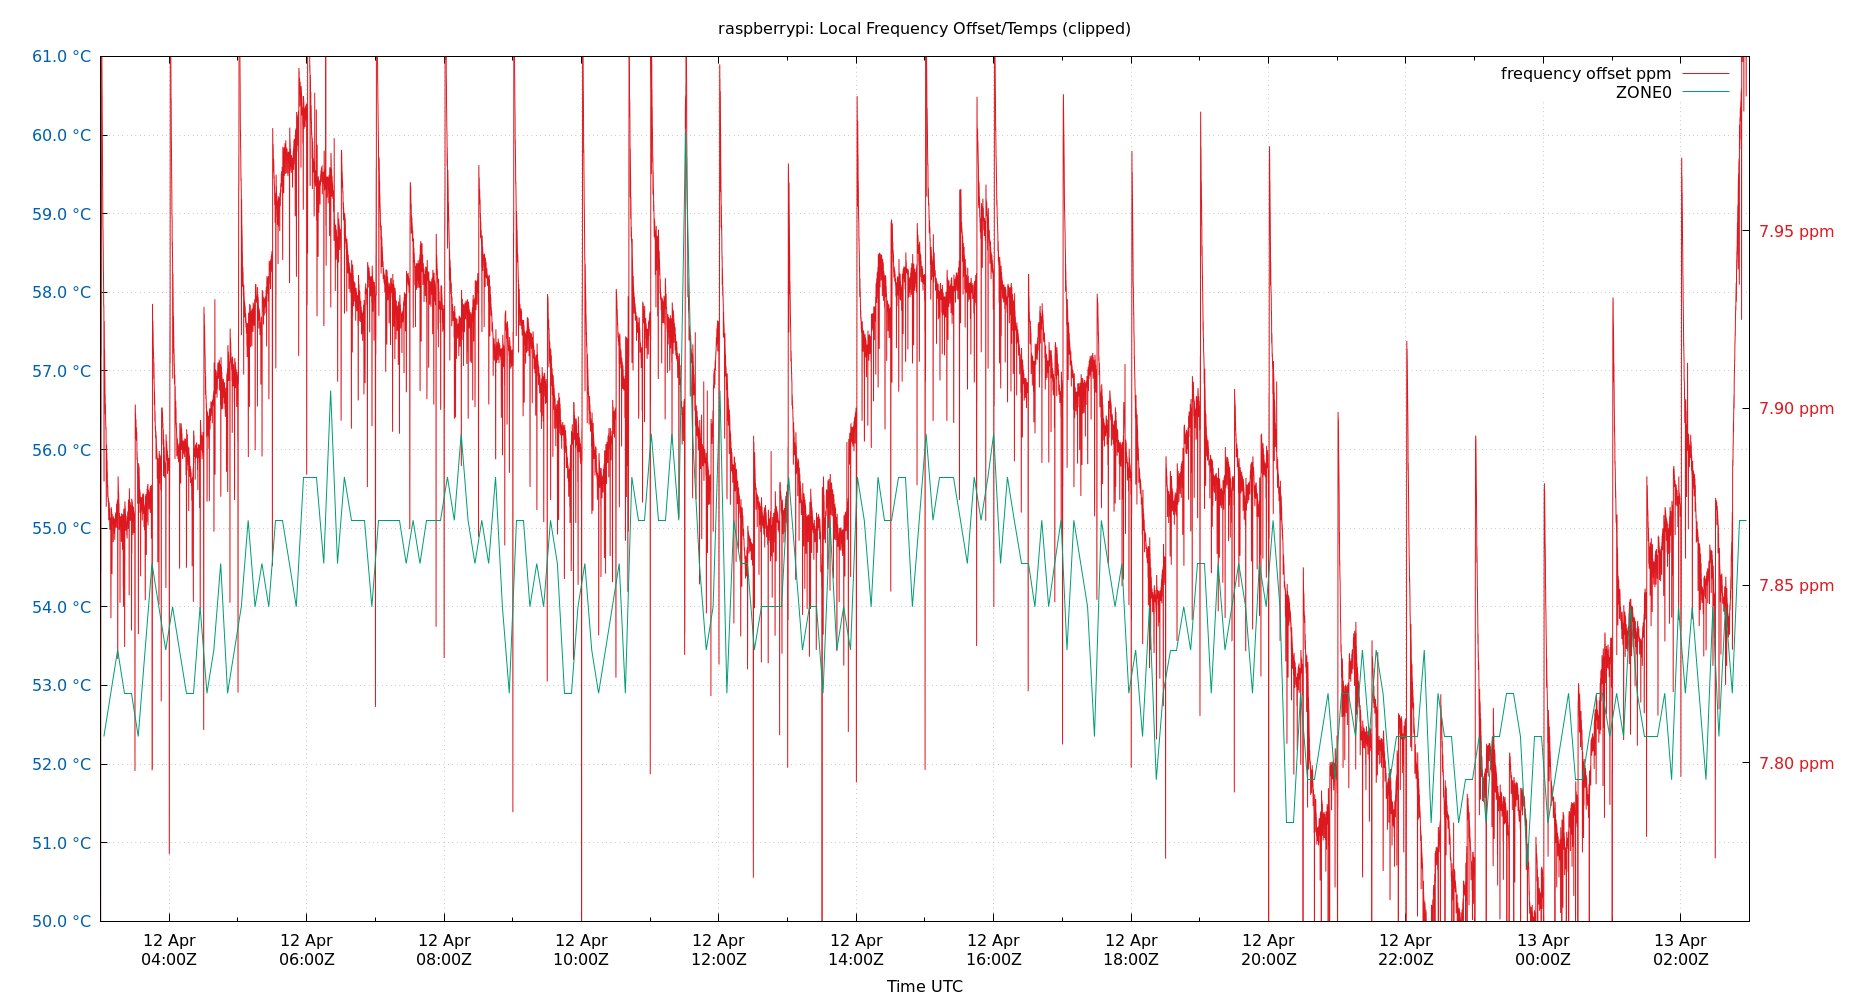 raspberrypi: Local Frequency Offset/Temps (clipped)
61.0 °C
60.0 °C
59.0 °C
58.0 °C
57.0 °C
56.0 °C
55.0 °C
54.0 °C
53.0 °C
52.0 °C
51.0 °C
50.0 °C
frequency offset ppm
ZONE0
7.95 ppm
7.90 ppm
7.85 ppm
7.80 ppm
12 Apr
04:00Z
12 Apr
06:00Z
12 Apr
08:00Z
12 Apr
10:00Z
12 Apr
12:00Z
12 Apr
14:00Z
12 Apr
16:00Z
12 Apr
18:00Z
12 Apr
20:00Z
12 Apr
22:00Z
13 Apr
00:00Z
13 Apr
02:00Z
Time UTC